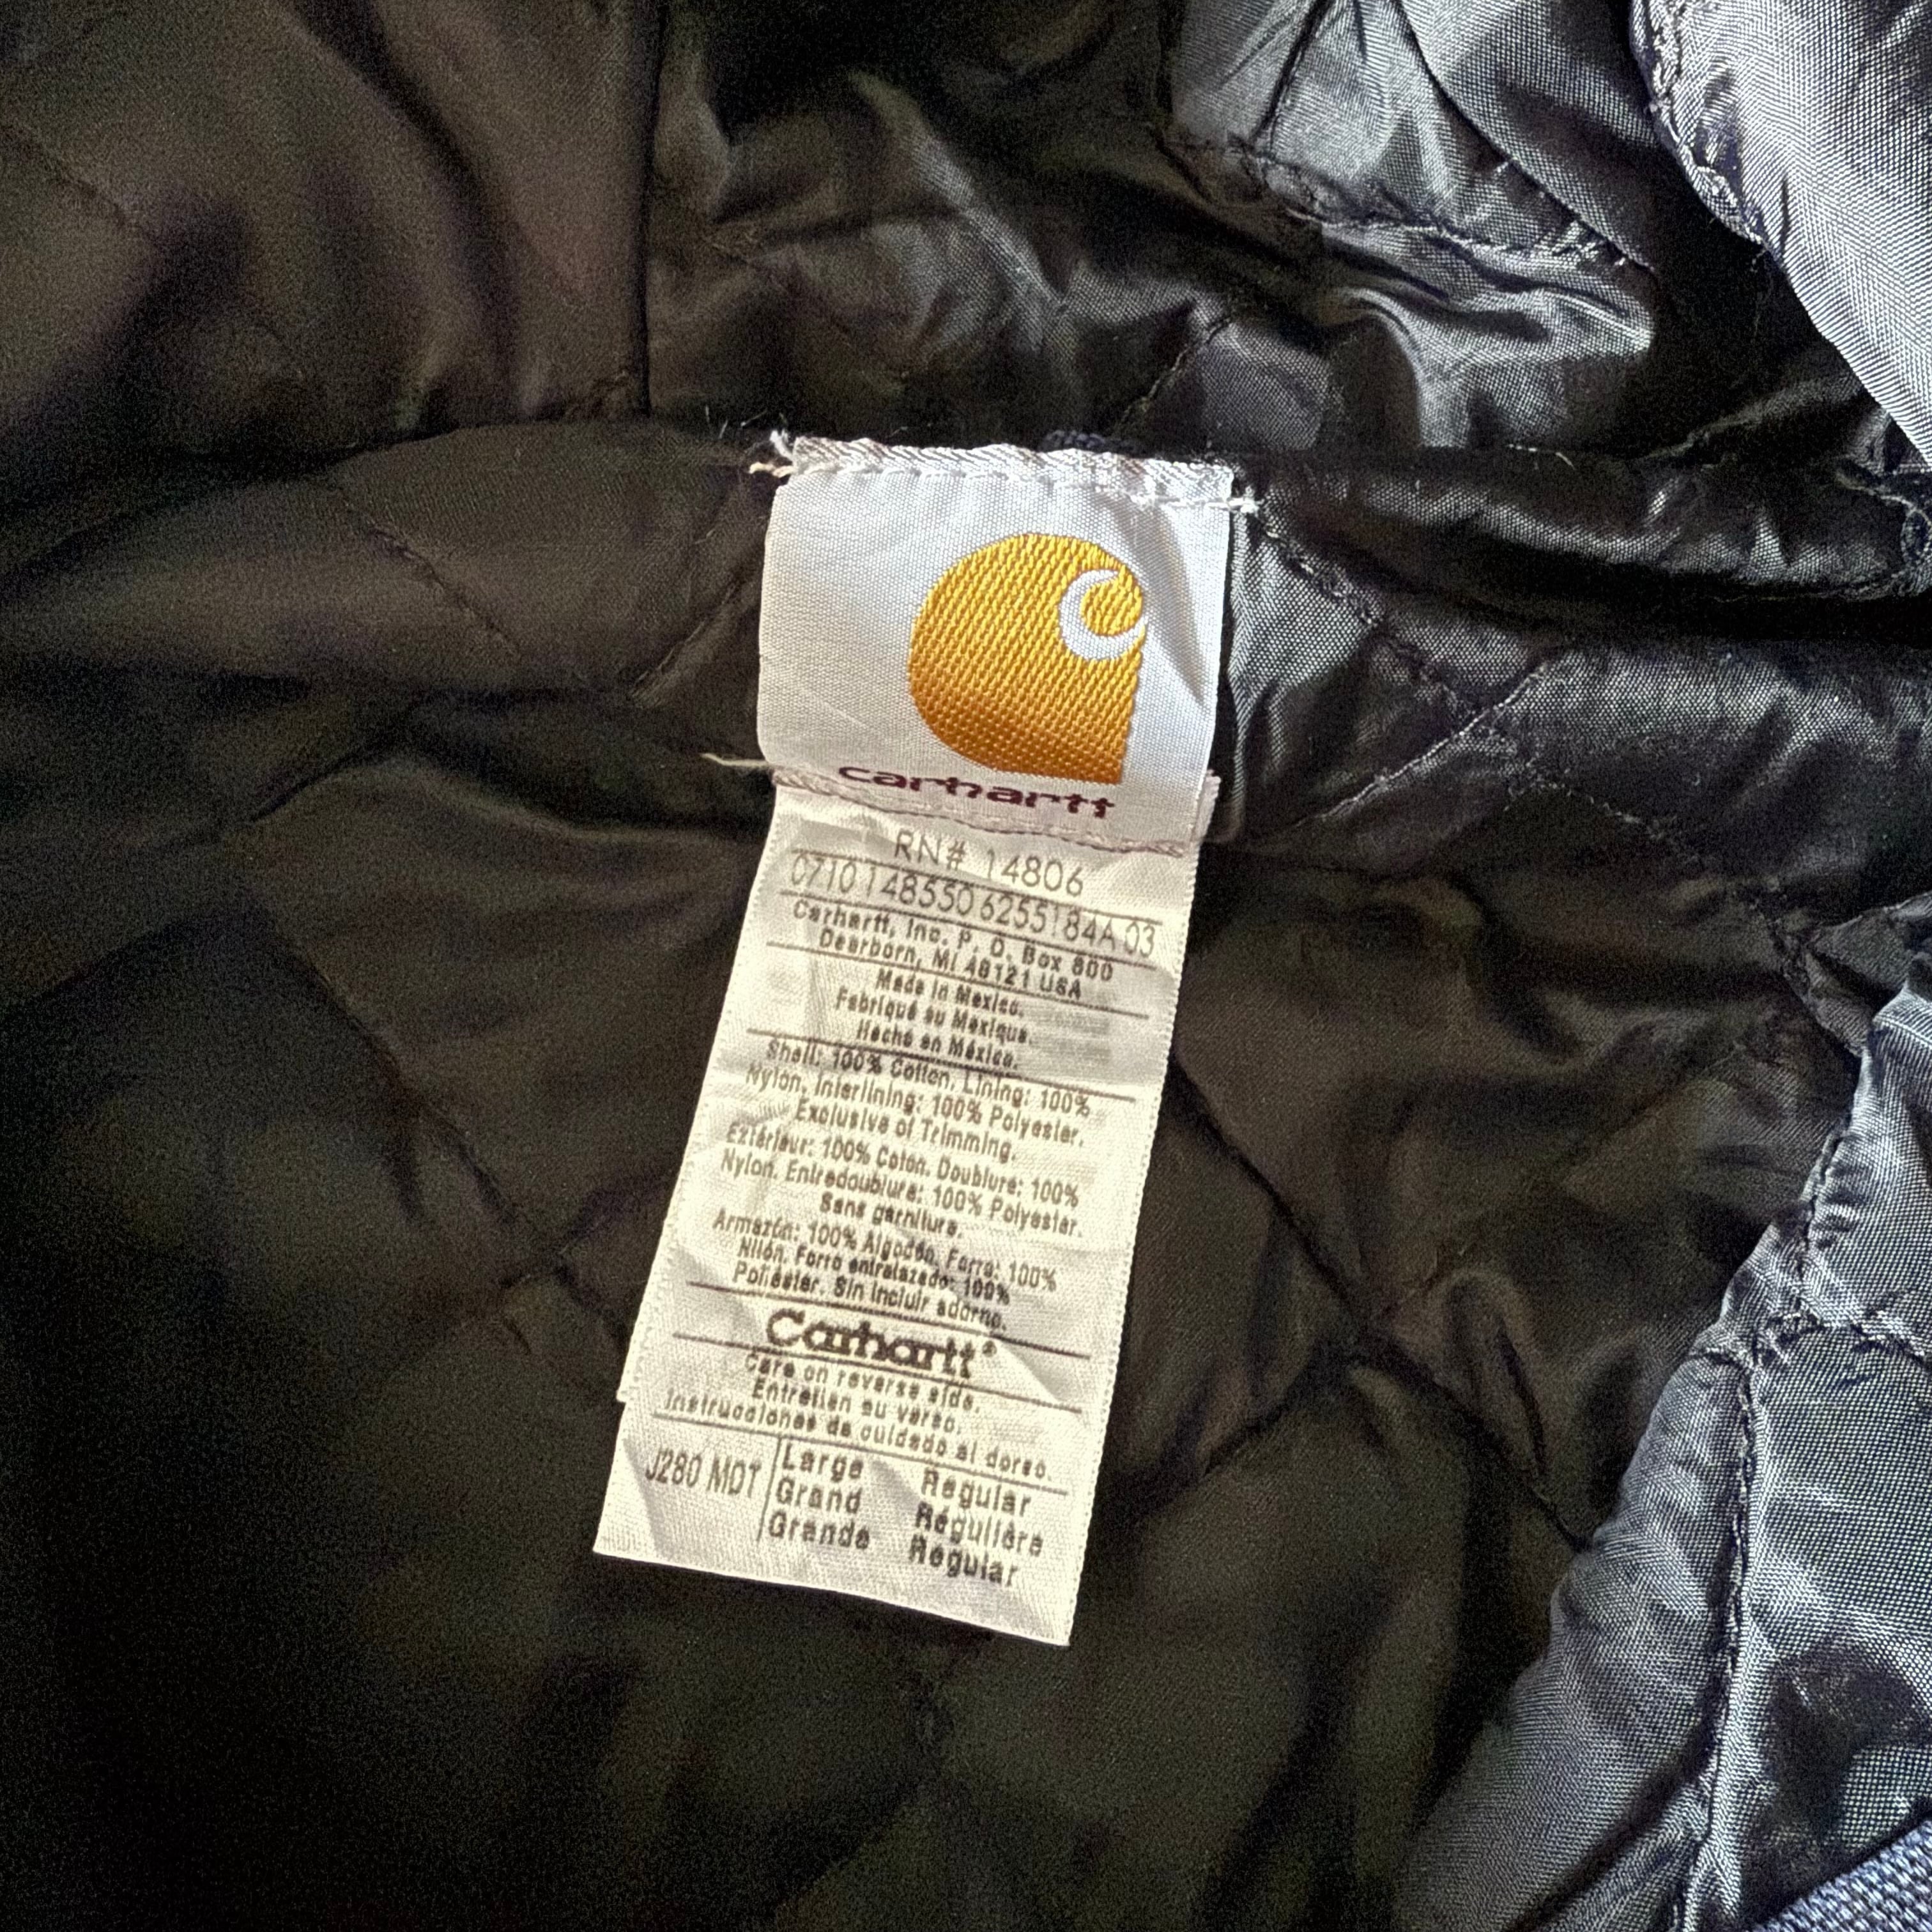 carhartt
RN# 14806
0710148550 6255184A 03
Carhartt, Inc. P. O. Box 600
Dearborn, MI 48121 USA
Made in Mexico.
Fabriqué au Mexique.
Hecho en México.
Shell: 100% Cotton. Lining: 100%
Nylon. Interlining: 100% Polyester.
Exclusive of Trimming.
Extérieur: 100% Coton. Doublure: 100%
Nylon. Entredoublure: 100% Polyester.
Sans garniture.
Armazón: 100% Algodón. Forro: 100%
Nilón. Forro entrelazado: 100%
Poliéster. Sin incluir adorno.
Carhartt®
Care on reverse side.
Entretien au verso.
Instrucciones de cuidado al dorso.
J280 MDT
Large Regular
Grand Régulière
Grande Regular